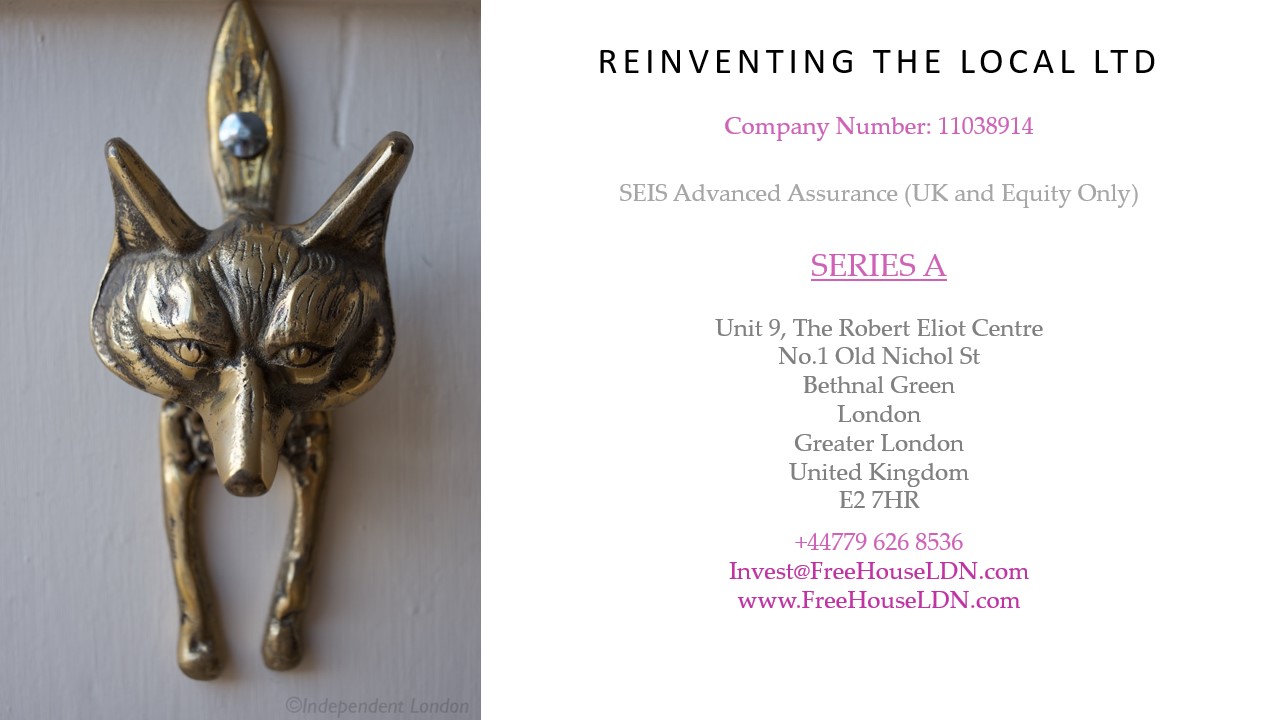 REINVENTING THE LOCAL LTD
Company Number: 11038914
SEIS Advanced Assurance (UK and Equity Only)
SERIES A
Unit 9, The Robert Eliot Centre
No.1 Old Nichol St
Bethnal Green
London
Greater London
United Kingdom
E2 7HR
+44779 626 8536
Invest@FreeHouseLDN.com
www.FreeHouseLDN.com
©Independent London